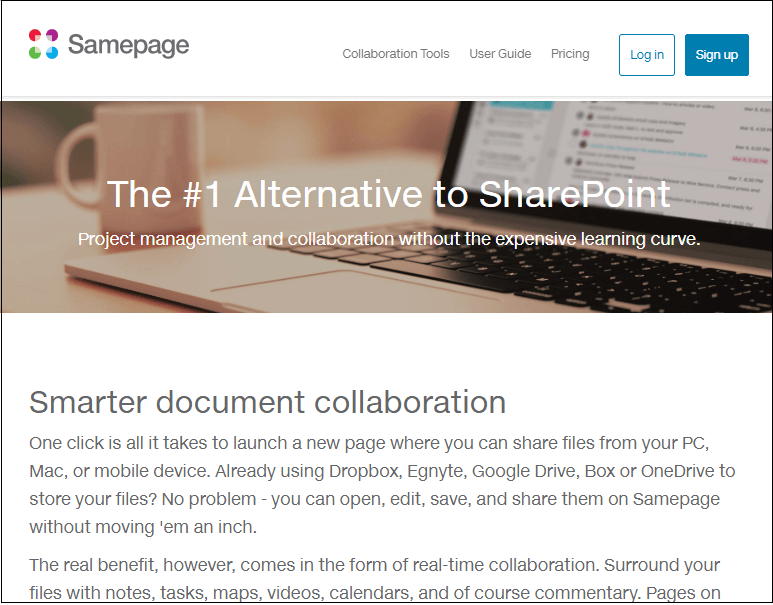 Samepage
Collaboration Tools
User Guide
Pricing
Log in
Sign up
The #1 Alternative to SharePoint
Project management and collaboration without the expensive learning curve.
Smarter document collaboration
One click is all it takes to launch a new page where you can share files from your PC,
Mac, or mobile device. Already using Dropbox, Egnyte, Google Drive, Box or OneDrive to
store your files? No problem - you can open, edit, save, and share them on Samepage
without moving 'em an inch.
The real benefit, however, comes in the form of real-time collaboration. Surround your
files with notes, tasks, maps, videos, calendars, and of course commentary. Pages on